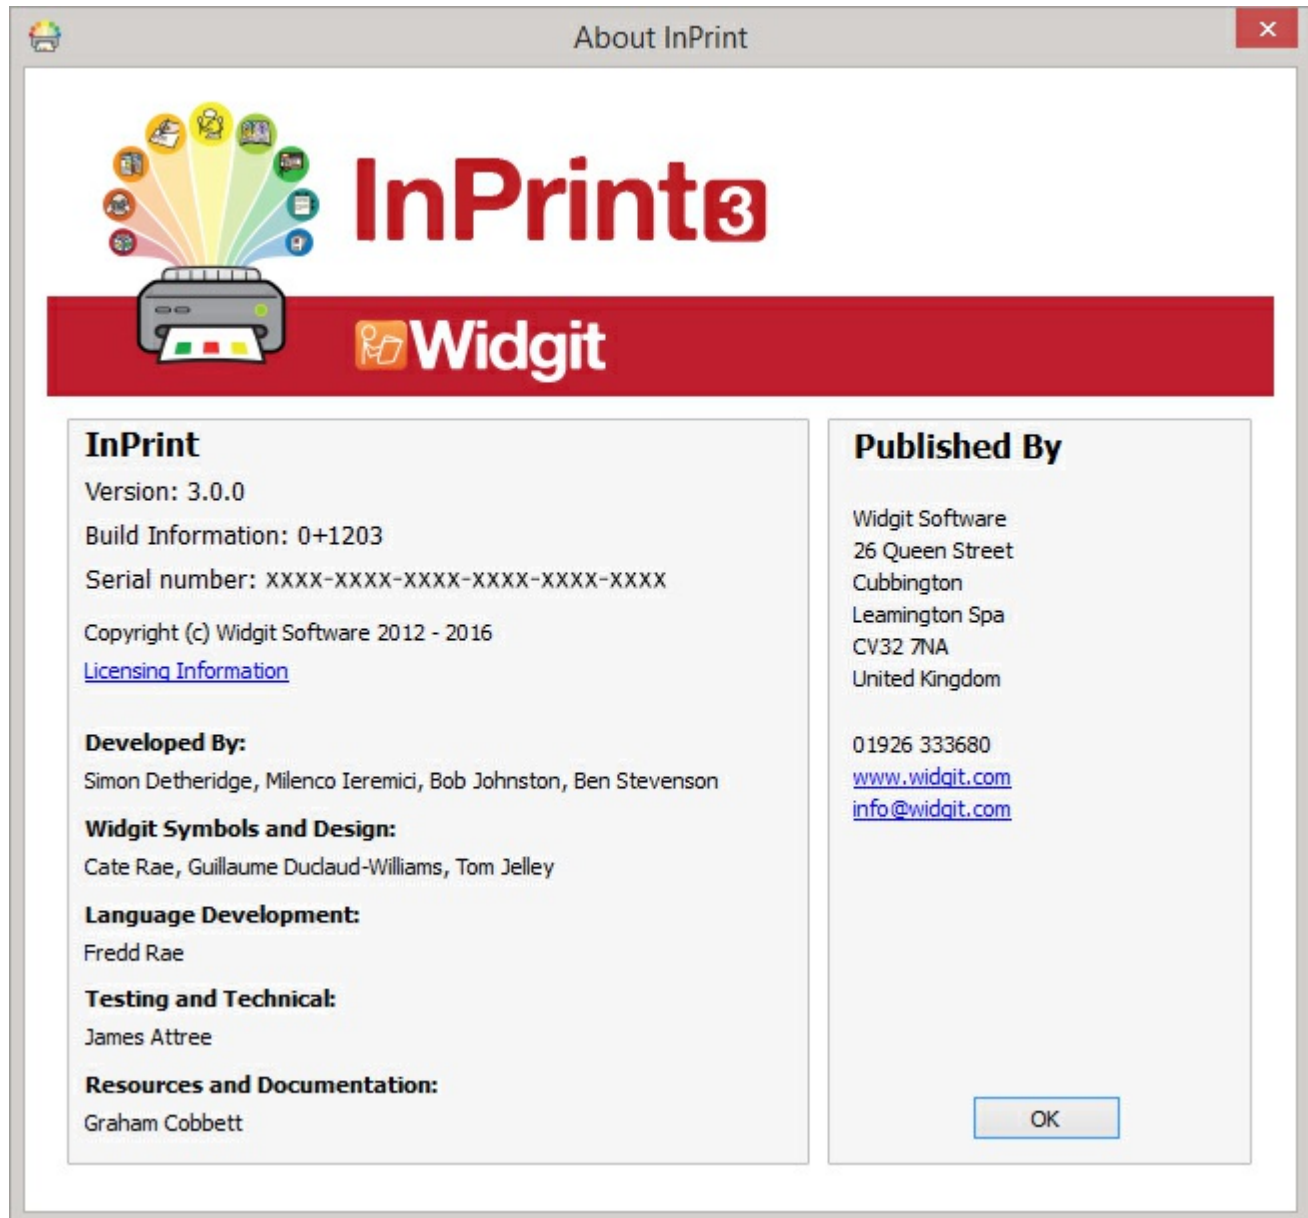 About InPrint
InPrint 3
Widgit
InPrint
Version: 3.0.0
Build Information: 0+1203
Serial number: XXXX-XXXX-XXXX-XXXX-XXXX-XXXX
Copyright (c) Widgit Software 2012 - 2016
Licensing Information
Developed By:
Simon Detheridge, Milenco Ieremici, Bob Johnston, Ben Stevenson
Widgit Symbols and Design:
Cate Rae, Guillaume Duclaud-Williams, Tom Jelley
Language Development:
Fredd Rae
Testing and Technical:
James Attree
Resources and Documentation:
Graham Cobbett
Published By
Widgit Software
26 Queen Street
Cubbington
Leamington Spa
CV32 7NA
United Kingdom
01926 333680
www.widgit.com
info@widgit.com
OK